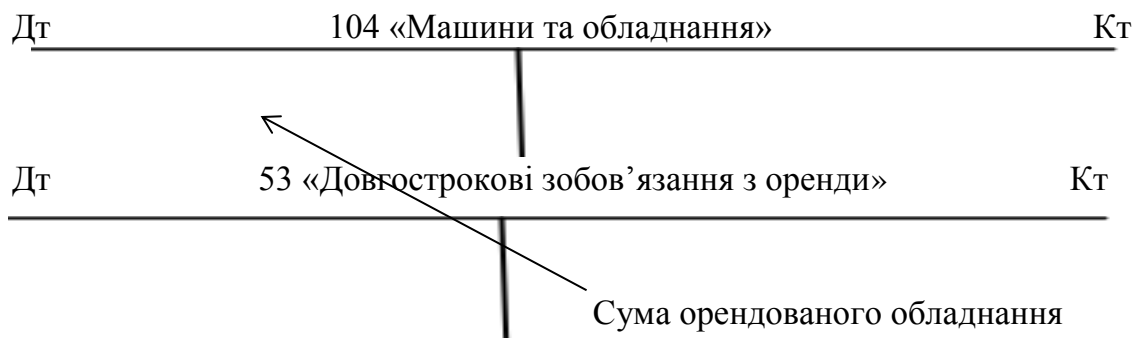 Дт 104 «Машини та обладнання» Кт
Дт 53 «Довгострокові зобов’язання з оренди» Кт
Сума орендованого обладнання